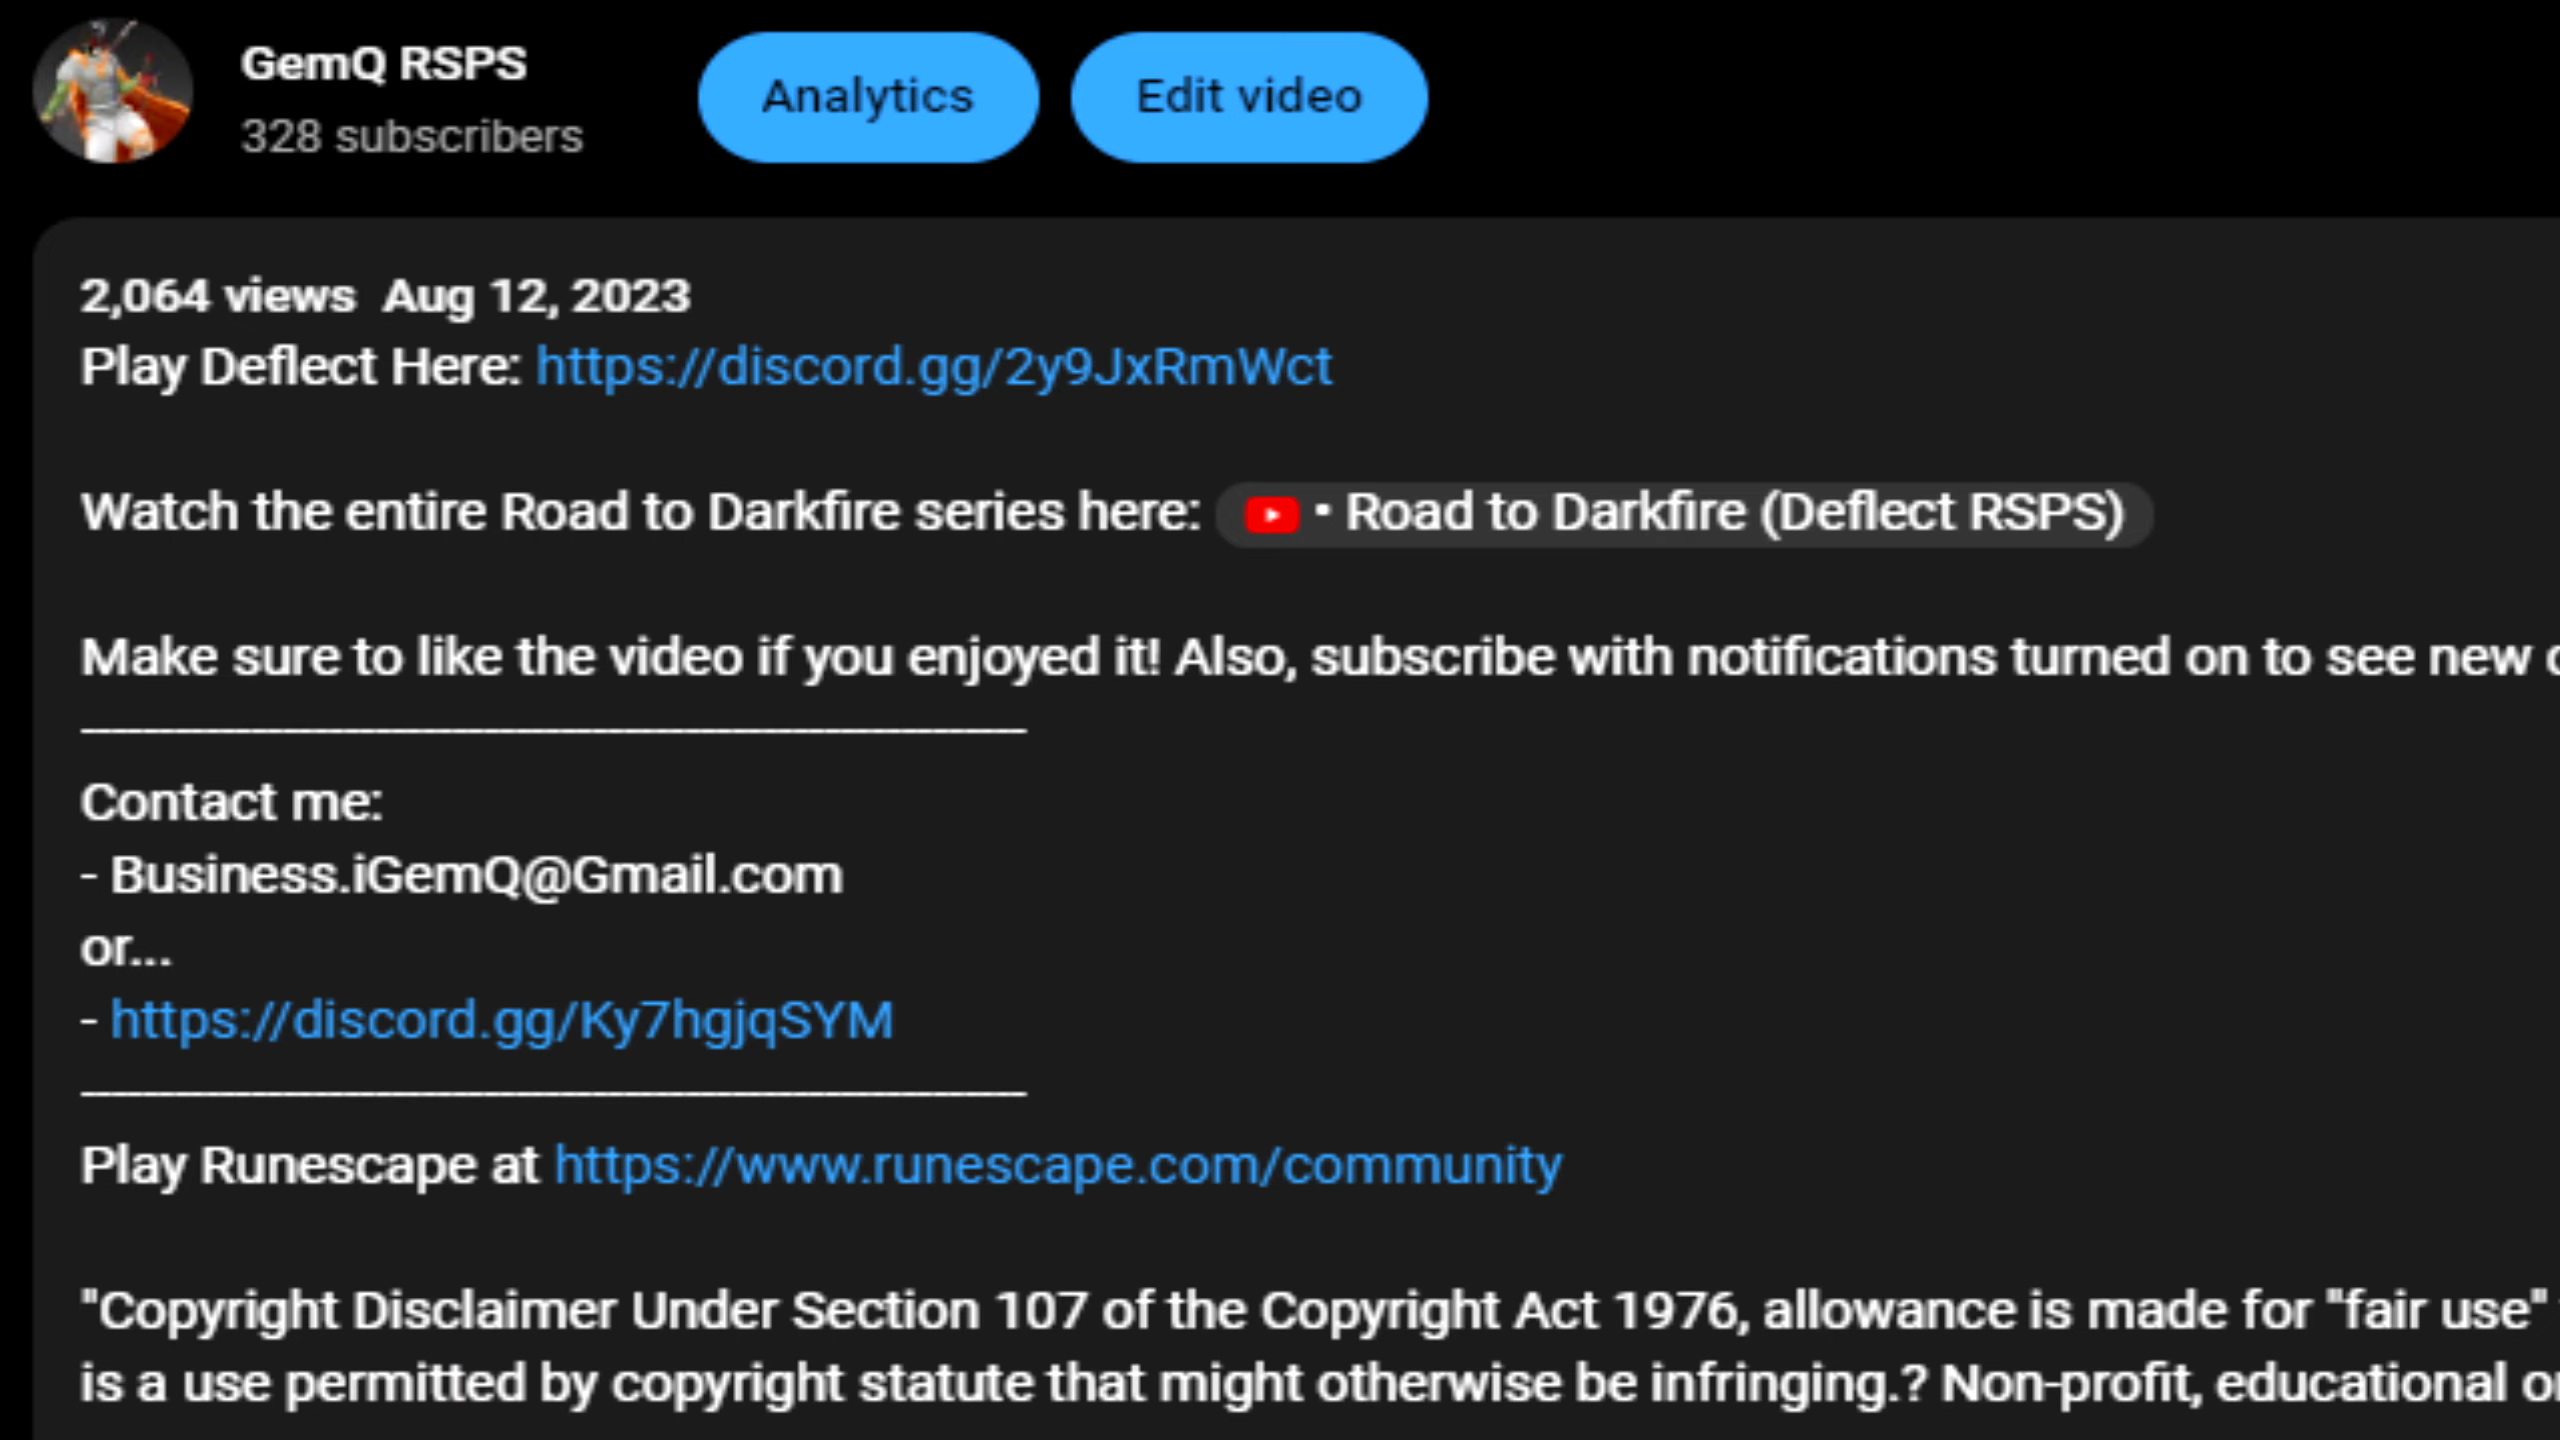 GemQ RSPS
328 subscribers
Analytics
Edit video
2,064 views Aug 12, 2023
Play Deflect Here: https://discord.gg/2y9JxRmWct
Watch the entire Road to Darkfire series here: • Road to Darkfire (Deflect RSPS)
Make sure to like the video if you enjoyed it! Also, subscribe with notifications turned on to see new
Contact me:
- Business.iGemQ@Gmail.com
or...
- https://discord.gg/Ky7hgjqSYM
Play Runescape at https://www.runescape.com/community
"Copyright Disclaimer Under Section 107 of the Copyright Act 1976, allowance is made for "fair use"
is a use permitted by copyright statute that might otherwise be infringing.? Non-profit, educational